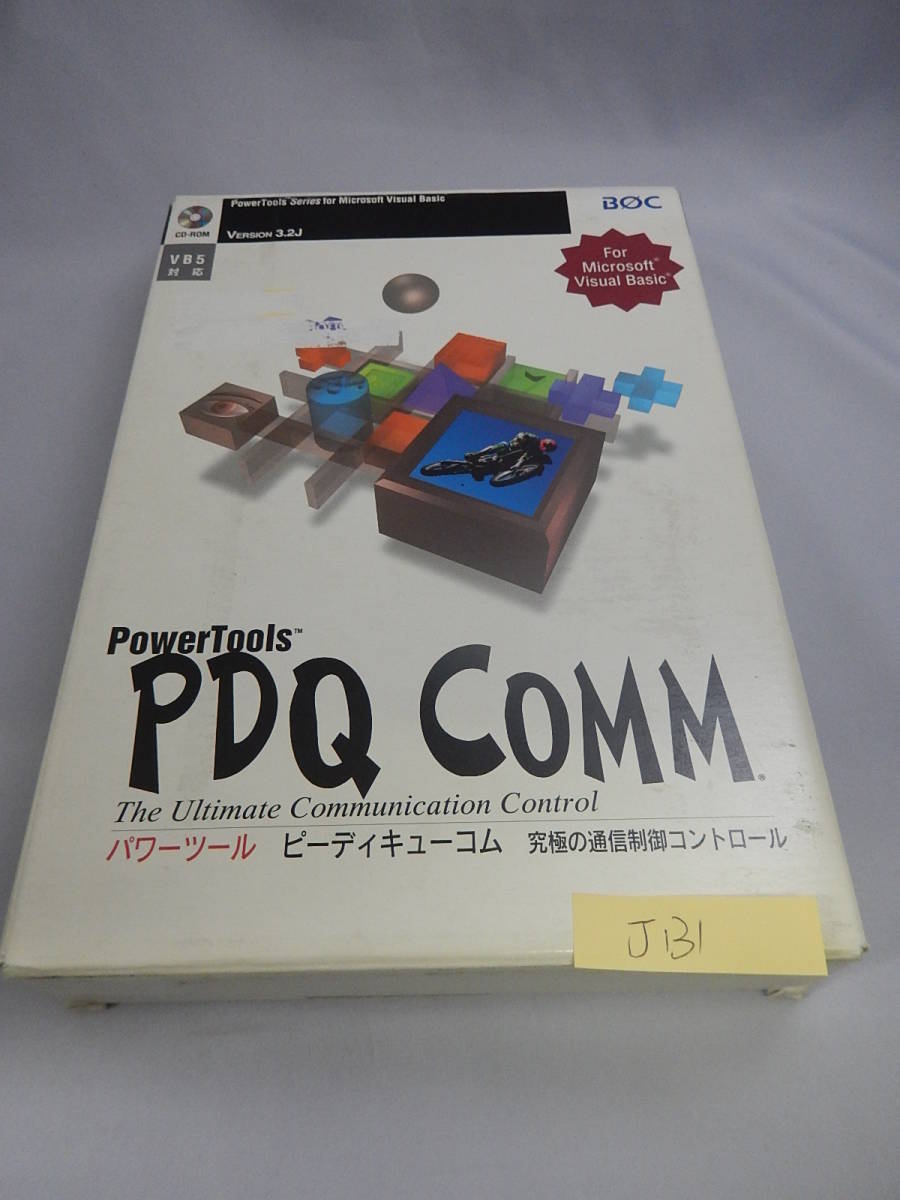 PowerTools Series for Microsoft Visual Basic
BOC
CD-ROM
VERSION 3.2J
VB5
対応
For
Microsoft®
Visual Basic®
PowerTools™
PDQ COMM®
The Ultimate Communication Control
パワーツール ピーディキューコム 究極の通信制御コントロール
J131